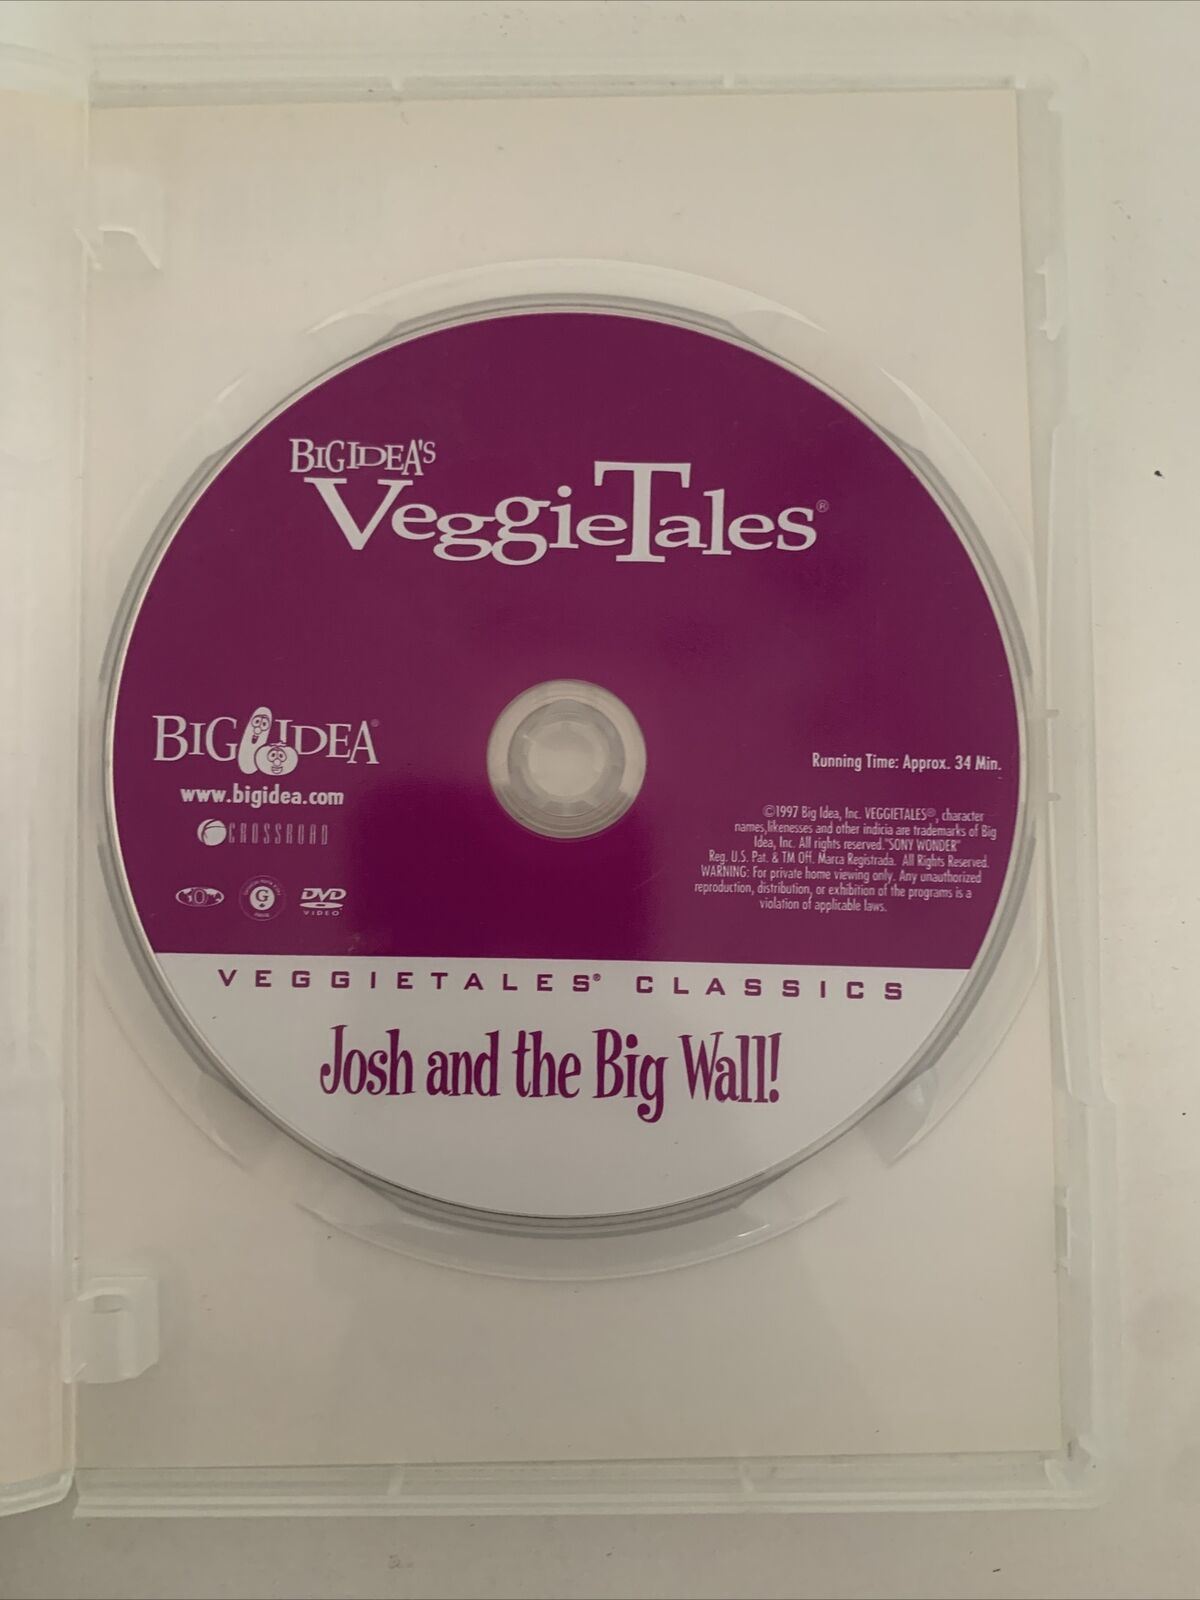 BIG IDEA'S
VeggieTales®
BIG IDEA®
www.bigidea.com
CROSSROAD
Running Time: Approx. 34 Min.
©1997 Big Idea, Inc. VEGGIETALES®, character
names,likenesses and other indicia are trademarks of Big
Idea, Inc. All rights reserved."SONY WONDER"
Reg. U.S. Pat. & TM Off. Marca Registrada. All Rights Reserved.
WARNING: For private home viewing only. Any unauthorized
reproduction, distribution, or exhibition of the programs is a
violation of applicable laws.
G
DVD
VIDEO
VEGGIETALES® CLASSICS
Josh and the Big Wall!